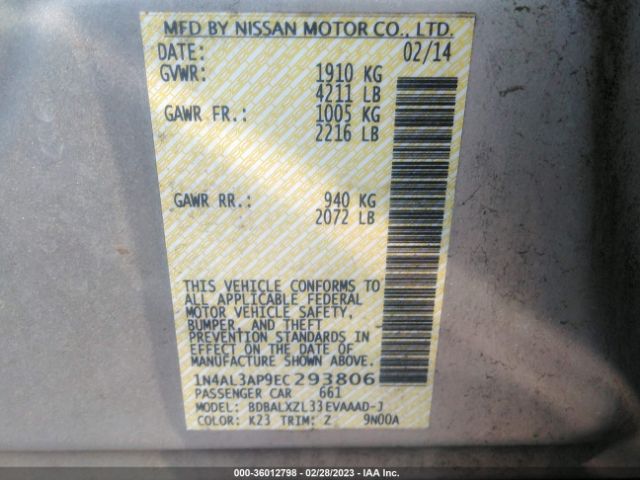 MFD BY NISSAN MOTOR CO., LTD.
DATE: 02/14
GVWR: 1910 KG
4211 LB
GAWR FR.: 1005 KG
2216 LB
GAWR RR.: 940 KG
2072 LB
THIS VEHICLE CONFORMS TO
ALL APPLICABLE FEDERAL
MOTOR VEHICLE SAFETY,
BUMPER, AND THEFT
PREVENTION STANDARDS IN
EFFECT ON THE DATE OF
MANUFACTURE SHOWN ABOVE.
1N4AL3AP9EC293806
PASSENGER CAR 661
MODEL: BDBALXZL33EVAAAD-J
COLOR: K23 TRIM: Z 9N00A
000-36012798 - 02/28/2023 - IAA Inc.